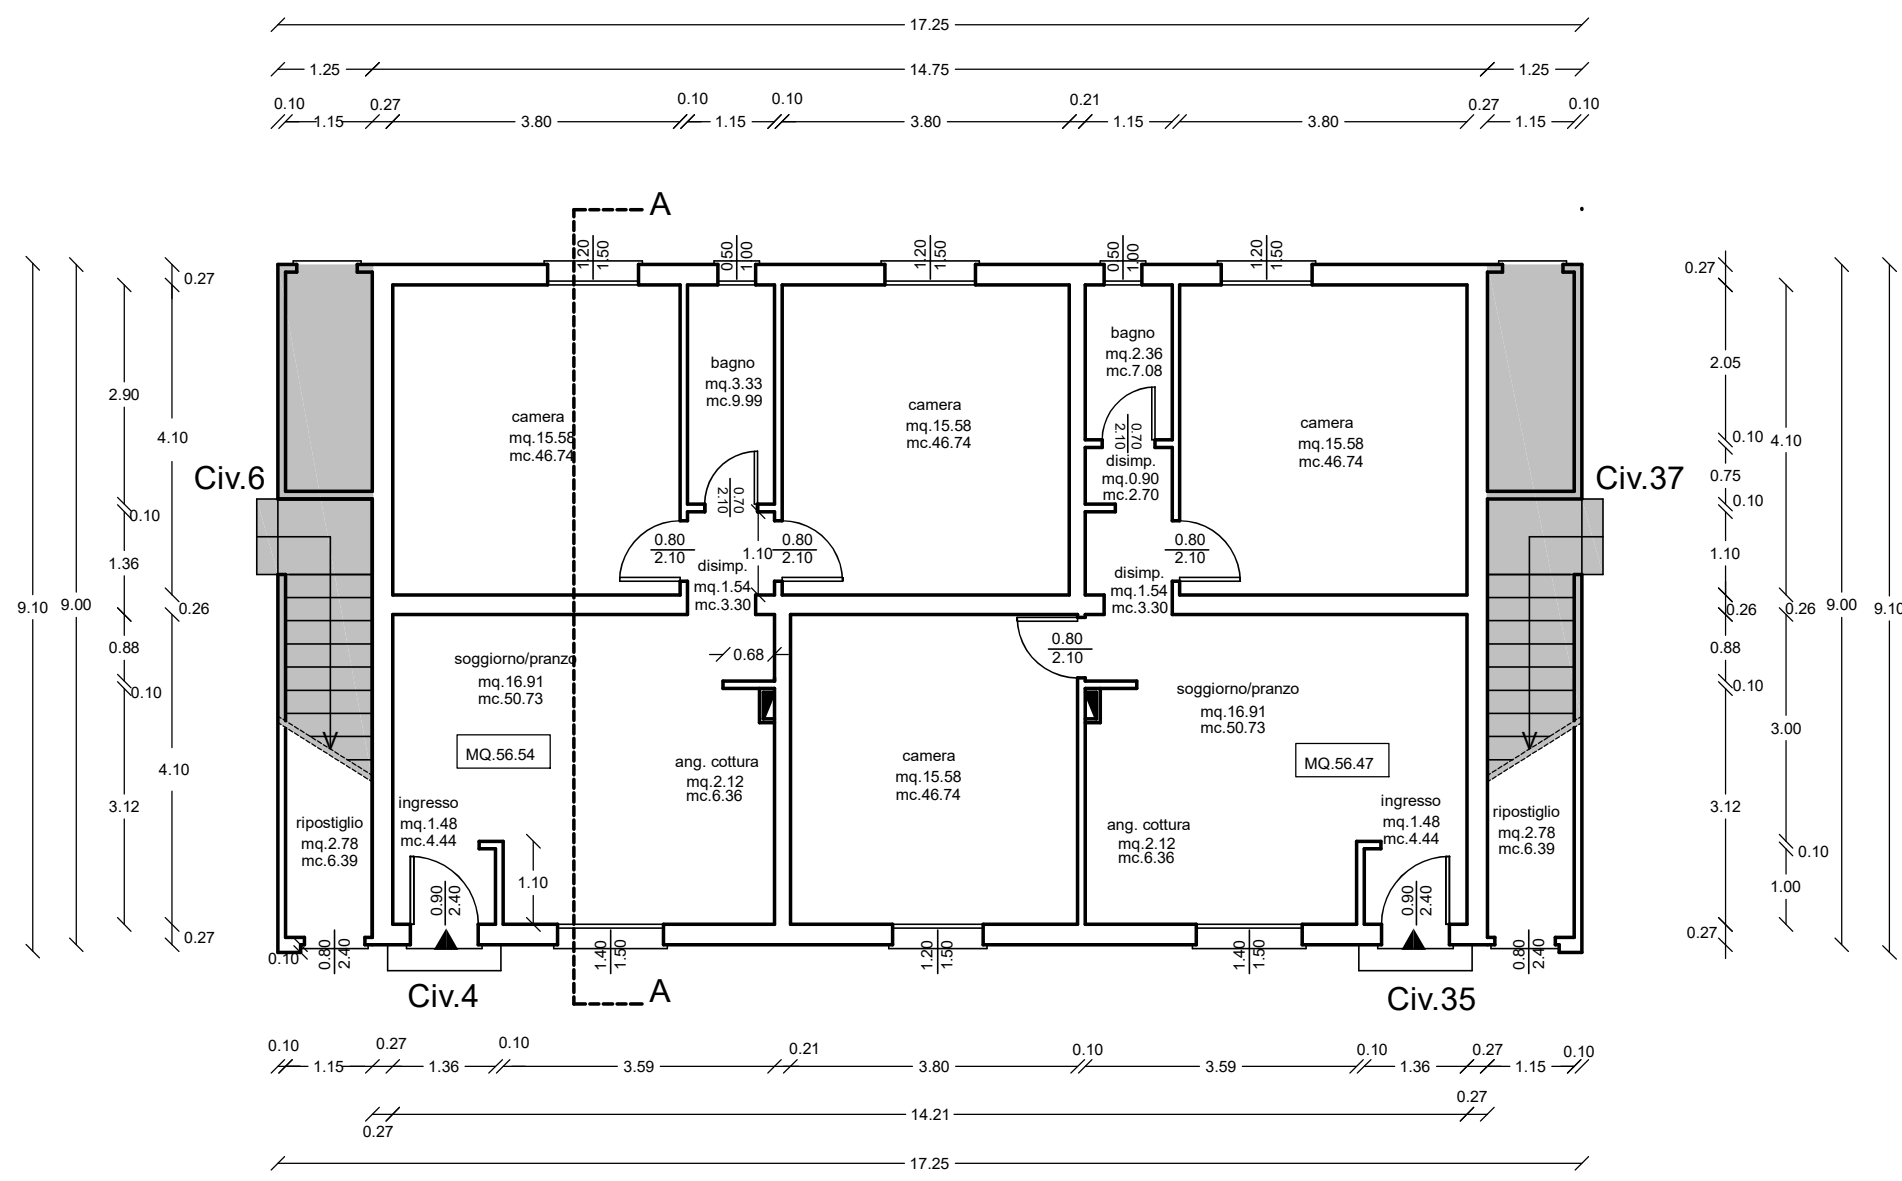 17.25
1.25 14.75 1.25
0.10 0.27 0.10 0.10 0.21 0.27 0.10
1.15 3.80 1.15 3.80 1.15 3.80 1.15
A
1.20
1.50
0.50
1.00
1.20
1.50
0.50
1.00
1.20
1.50
9.10
9.00
2.90
0.10
1.36
0.88
0.10
3.12
0.27
4.10
0.26
4.10
0.27
Civ.6
camera
mq.15.58
mc.46.74
bagno
mq.3.33
mc.9.99
camera
mq.15.58
mc.46.74
bagno
mq.2.36
mc.7.08
0.70
2.10
disimp.
mq.0.90
mc.2.70
camera
mq.15.58
mc.46.74
Civ.37
0.70
2.10
0.80
2.10
1.10
0.80
2.10
0.80
2.10
disimp.
mq.1.54
mc.3.30
disimp.
mq.1.54
mc.3.30
0.68
0.80
2.10
soggiorno/pranzo
mq.16.91
mc.50.73
MQ.56.54
soggiorno/pranzo
mq.16.91
mc.50.73
MQ.56.47
ang. cottura
mq.2.12
mc.6.36
camera
mq.15.58
mc.46.74
ang. cottura
mq.2.12
mc.6.36
ripostiglio
mq.2.78
mc.6.39
ingresso
mq.1.48
mc.4.44
1.10
ingresso
mq.1.48
mc.4.44
ripostiglio
mq.2.78
mc.6.39
0.90
2.40
0.90
2.40
0.10
0.80
2.40
1.40
1.50
1.20
1.50
1.40
1.50
0.80
2.40
Civ.4
A
Civ.35
0.27
2.05
0.10
0.75
0.10
1.10
0.26
0.88
0.10
3.12
0.27
4.10
0.26
3.00
0.10
1.00
9.00
9.10
0.10 0.27 0.10 0.21 0.10 0.10 0.27 0.10
1.15 1.36 3.59 3.80 3.59 1.36 1.15
0.27 14.21 0.27
17.25